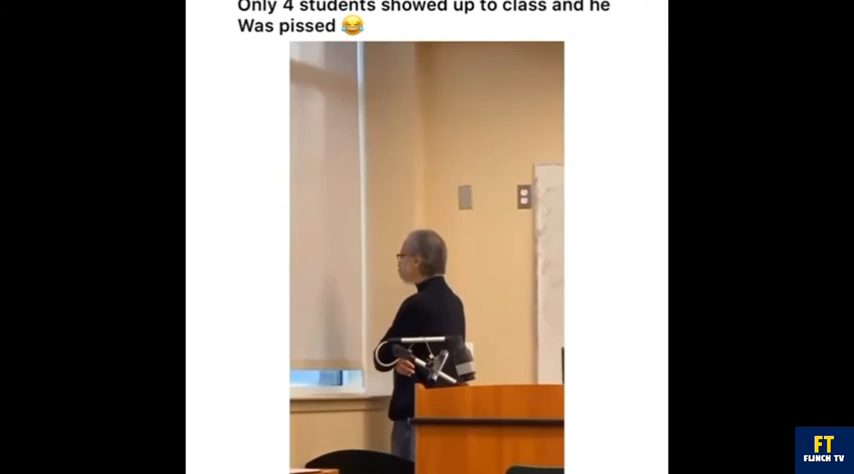 Only 4 students showed up to class and he
Was pissed 😂
FT
FLINCH TV